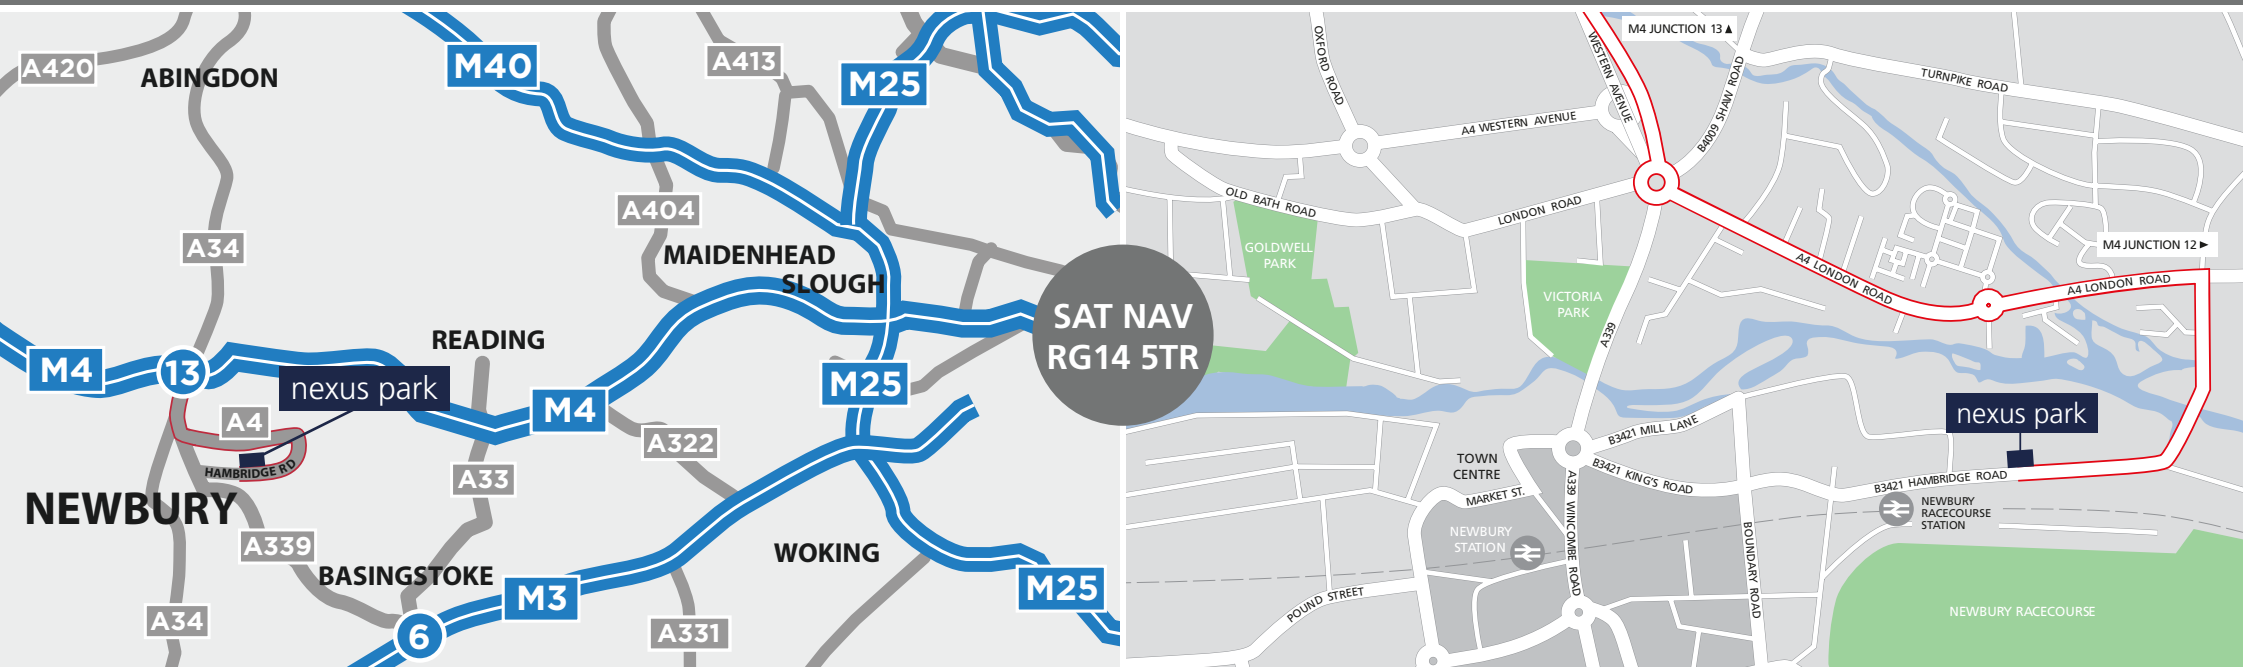 A420
ABINGDON
M40
A413
M25
A34
A404
MAIDENHEAD
SLOUGH
READING
M4
13
nexus park
A4
HAMBRIDGE RD
M4
M25
A322
A33
NEWBURY
A339
BASINGSTOKE
M3
WOKING
M25
A34
6
A331
SAT NAV
RG14 5TR
M4 JUNCTION 13
OXFORD ROAD
WESTERN AVENUE
B4009 SHAW ROAD
TURNPIKE ROAD
A4 WESTERN AVENUE
OLD BATH ROAD
LONDON ROAD
GOLDWELL
PARK
M4 JUNCTION 12
A4 LONDON ROAD
A4 LONDON ROAD
VICTORIA
PARK
A339
nexus park
B3421 MILL LANE
TOWN
CENTRE
B3421 KING'S ROAD
B3421 HAMBRIDGE ROAD
MARKET ST.
A339 WINCOMBE ROAD
NEWBURY
RACECOURSE
STATION
NEWBURY
STATION
BOUNDARY ROAD
POUND STREET
NEWBURY RACECOURSE